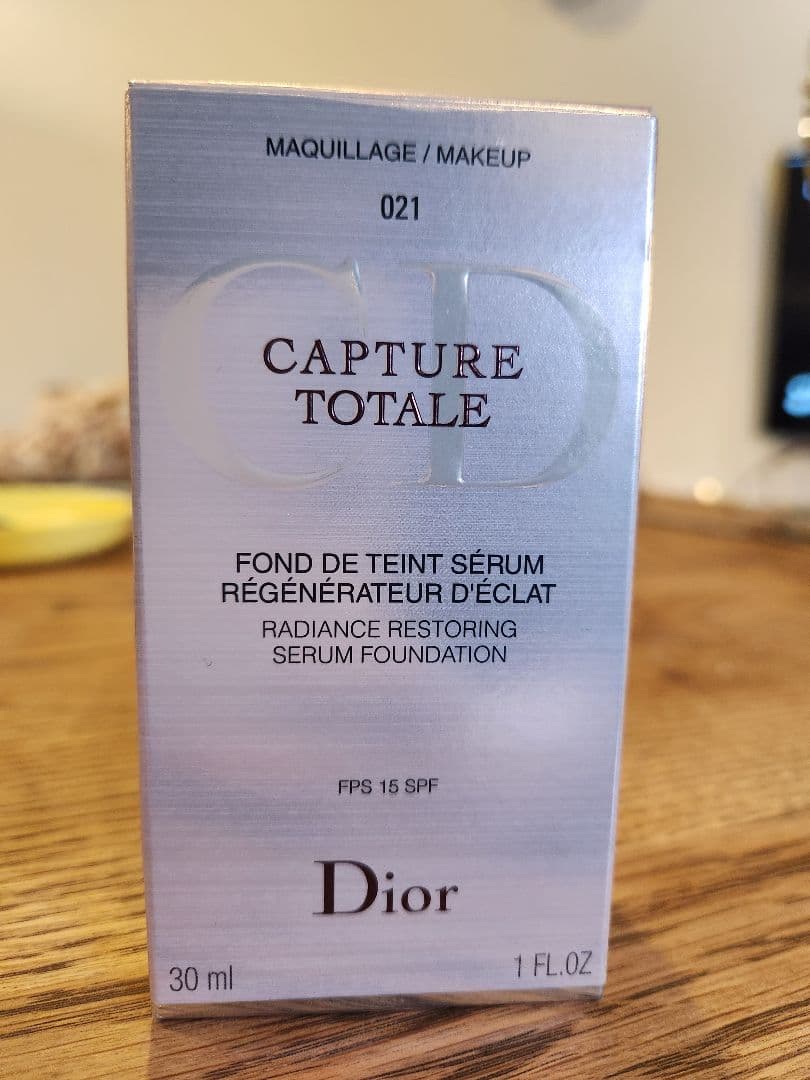 MAQUILLAGE / MAKEUP
021
CD
CAPTURE
TOTALE
FOND DE TEINT SÉRUM
RÉGÉNÉRATEUR D'ÉCLAT
RADIANCE RESTORING
SERUM FOUNDATION
FPS 15 SPF
Dior
30 ml
1 FL.OZ